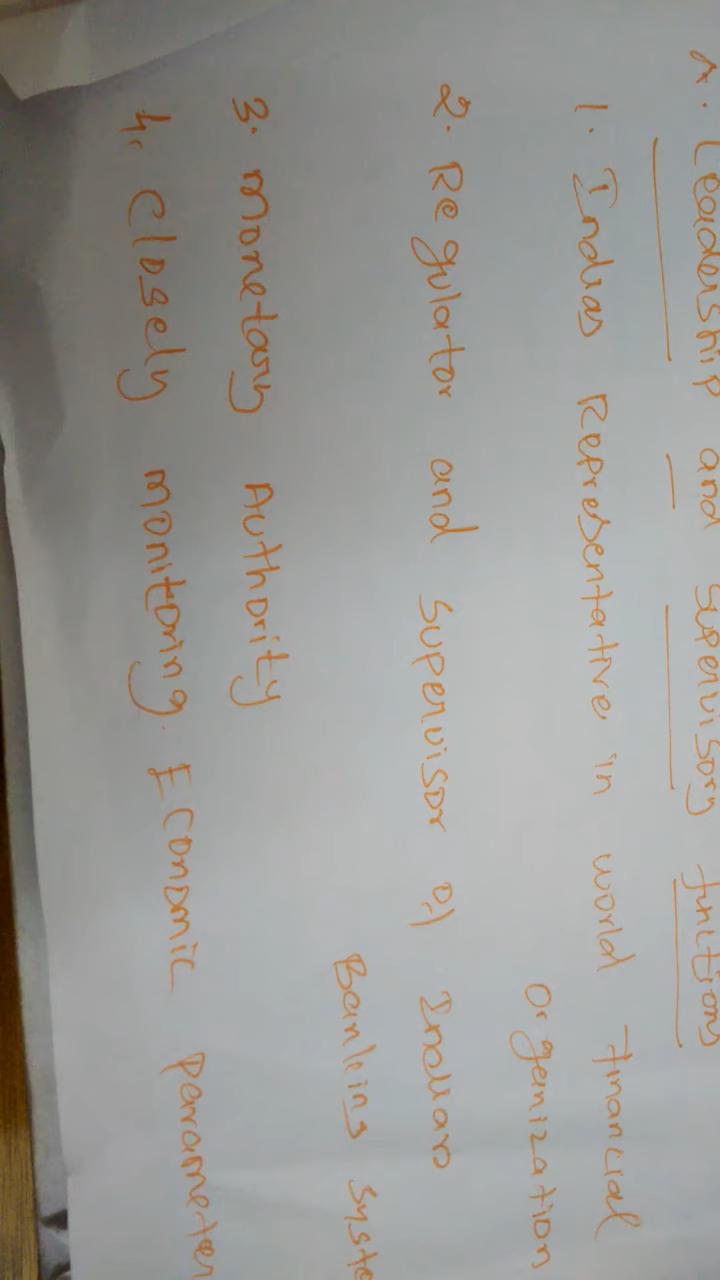 A. Leadership and Supervisory functions
1. Indias Representative in world financial
Organization
2. Regulator and Supervisor of Indian
Banking Syste
3. monetary Authority
4. closely monitoring. Economic parameter